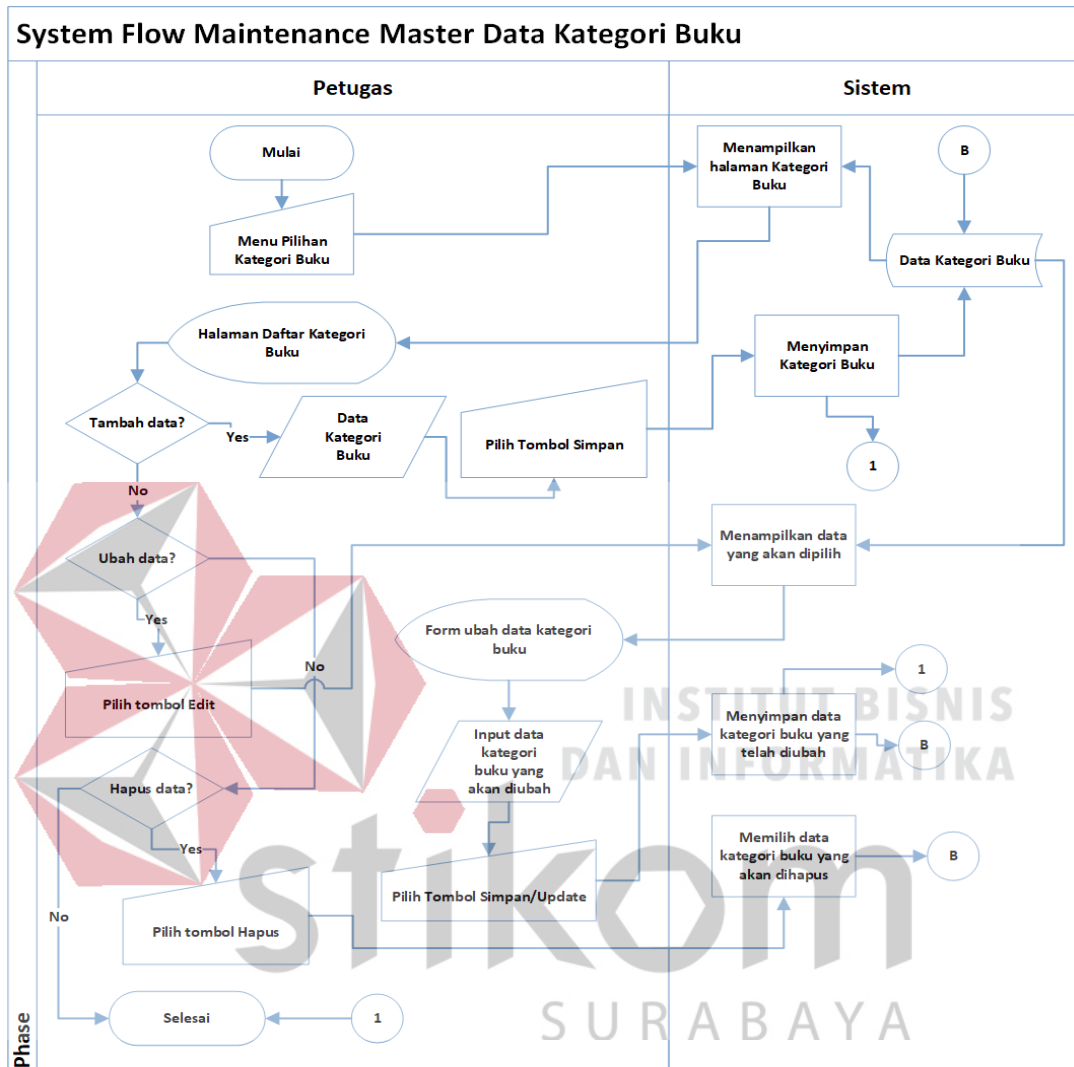 System Flow Maintenance Master Data Kategori Buku
Petugas
Sistem
Mulai
Menampilkan
halaman Kategori
Buku
B
Menu Pilihan
Kategori Buku
Data Kategori Buku
Halaman Daftar Kategori
Buku
Menyimpan
Kategori Buku
Tambah data?
Yes
Data
Kategori
Buku
Pilih Tombol Simpan
1
No
Ubah data?
Menampilkan data
yang akan dipilih
Yes
Form ubah data kategori
buku
No
1
Pilih tombol Edit
Input data
kategori
buku yang
akan diubah
Menyimpan data
kategori buku yang
telah diubah
B
INSTITUT BISNIS
DAN INFORMATIKA
Hapus data?
Yes
Memilih data
kategori buku yang
akan dihapus
B
Pilih Tombol Simpan/Update
No
Pilih tombol Hapus
stikom
Selesai
1
SURABAYA
Phase